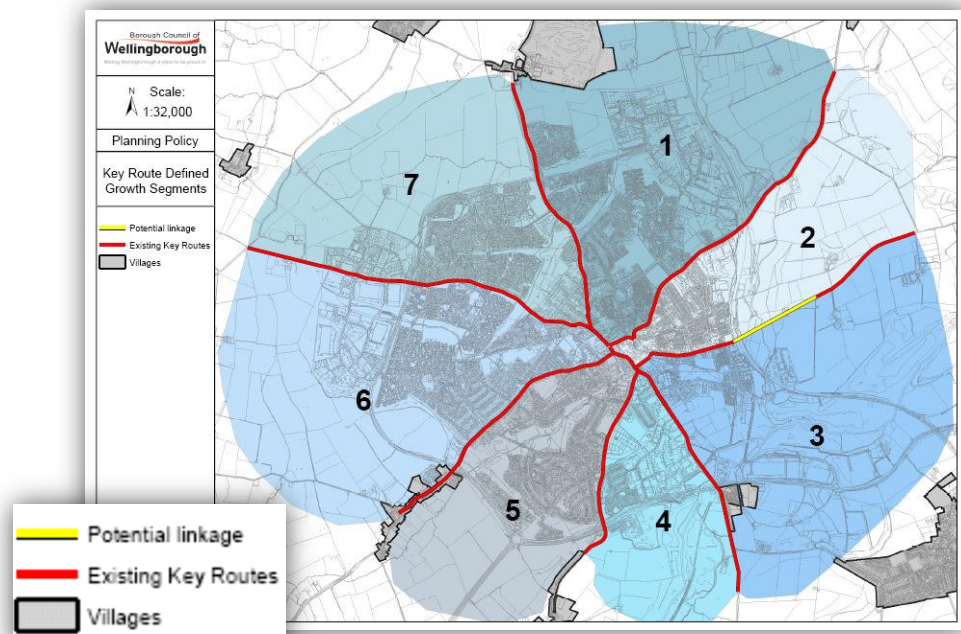 Borough Council of
Wellingborough
N
Scale:
1:32,000
Planning Policy
Key Route Defined
Growth Segments
Potential linkage
Existing Key Routes
Villages
1
7
2
6
3
5
4
Potential linkage
Existing Key Routes
Villages